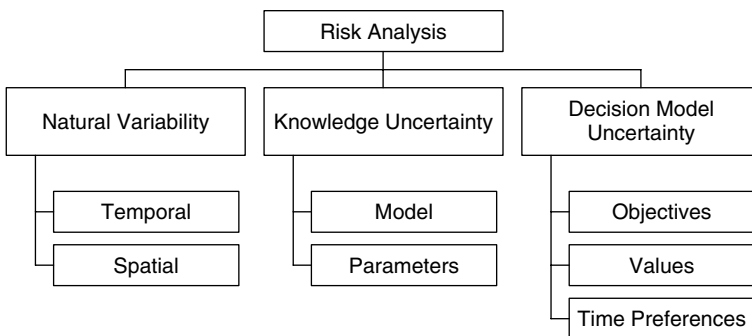 Risk Analysis
Natural Variability
Knowledge Uncertainty
Decision Model
Uncertainty
Temporal
Spatial
Model
Parameters
Objectives
Values
Time Preferences